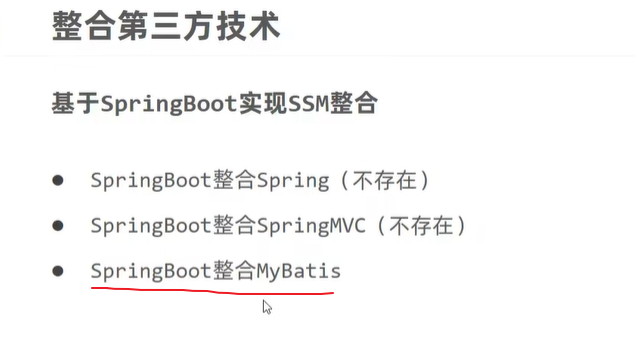 整合第三方技术
基于SpringBoot实现SSM整合
● SpringBoot整合Spring（不存在）
● SpringBoot整合SpringMVC（不存在）
● SpringBoot整合MyBatis